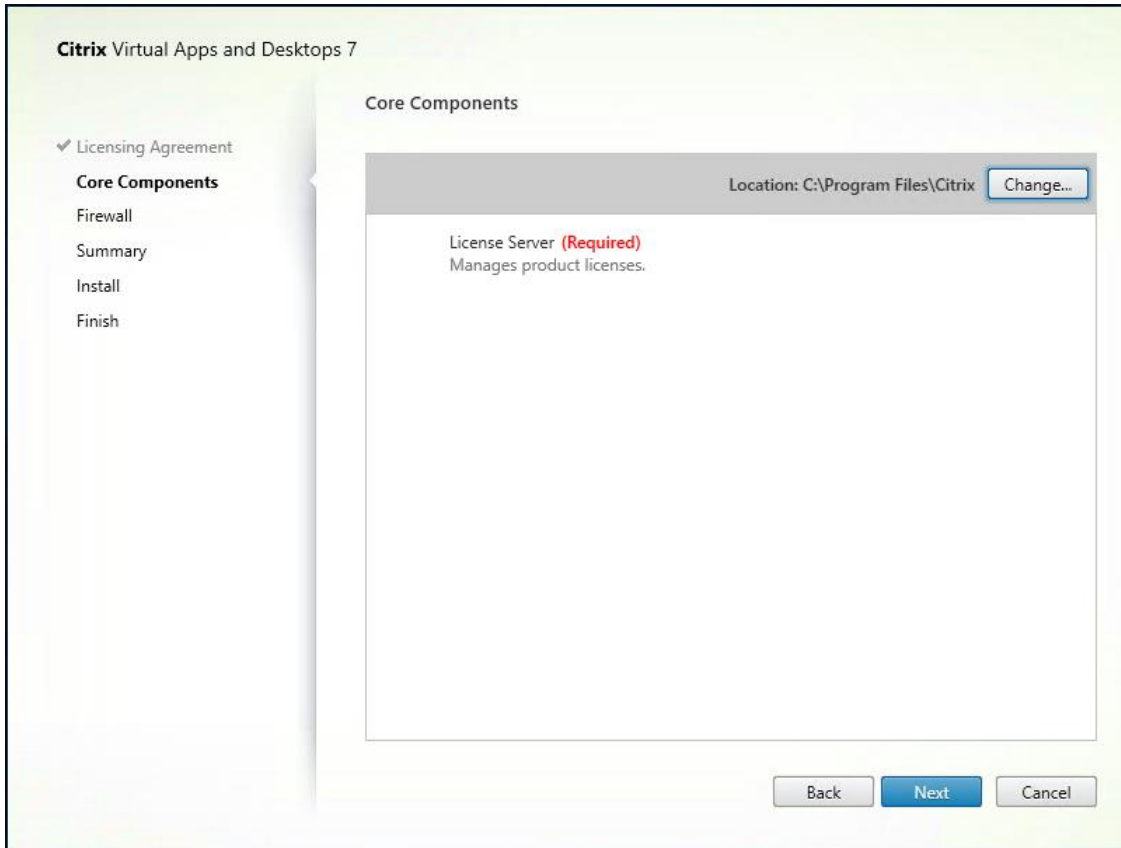 Citrix Virtual Apps and Desktops 7
Licensing Agreement
Core Components
Firewall
Summary
Install
Finish
Core Components
Location: C:\Program Files\Citrix
Change...
License Server (Required)
Manages product licenses.
Back
Next
Cancel